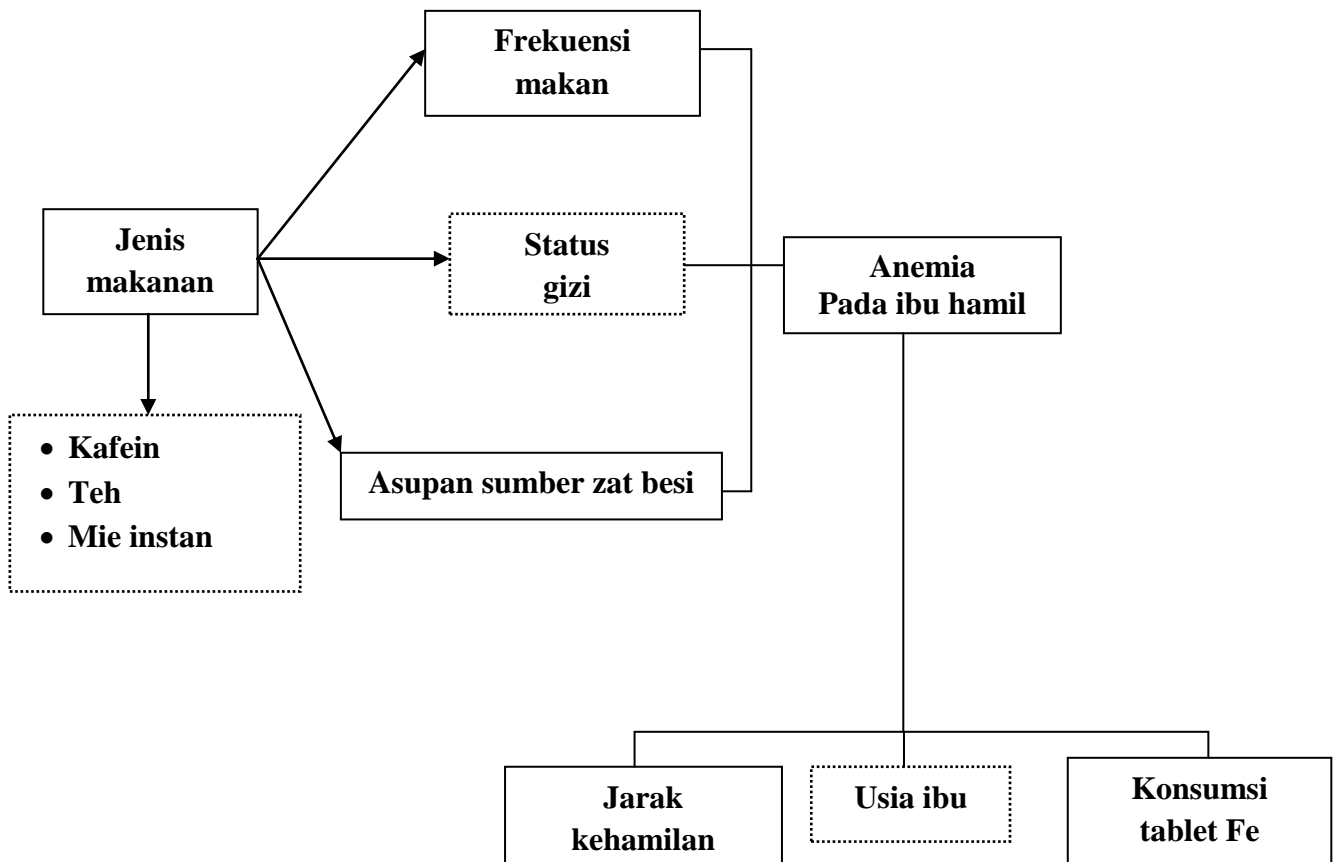 Frekuensi
makan
Jenis
makanan
Status
gizi
Anemia
Pada ibu hamil
• Kafein
• Teh
• Mie instan
Asupan sumber zat besi
Jarak
kehamilan
Usia ibu
Konsumsi
tablet Fe